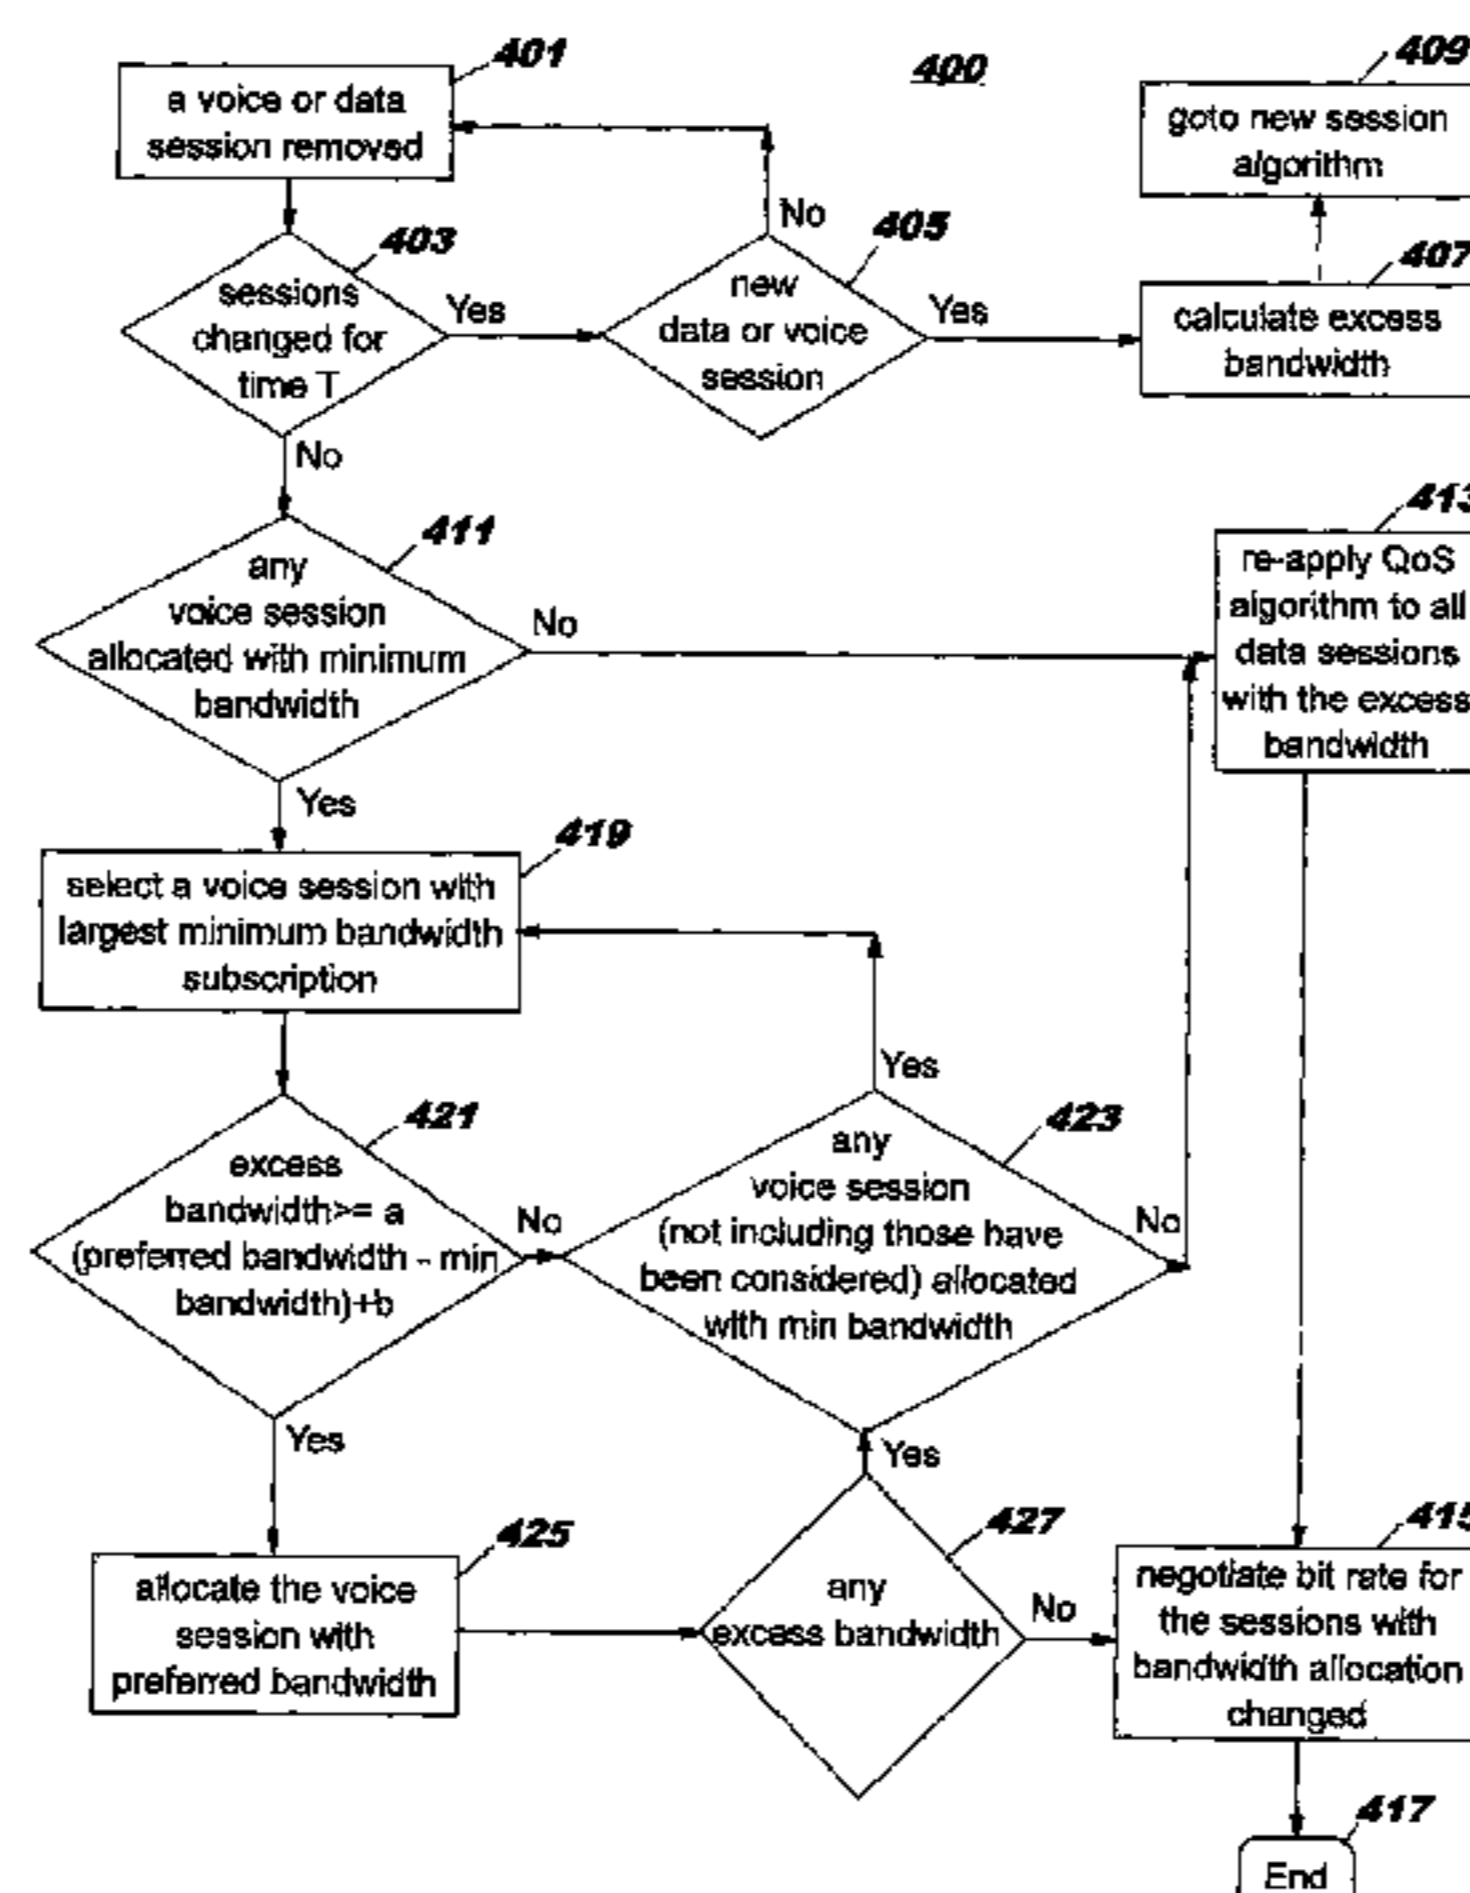 400
401
a voice or data
session removed
409
goto new session
algorithm
403
sessions
changed for
time T
Yes
No
405
new
data or voice
session
No
Yes
407
calculate excess
bandwidth
411
any
voice session
allocated with minimum
bandwidth
No
Yes
413
re-apply QoS
algorithm to all
data sessions
with the excess
bandwidth
419
select a voice session with
largest minimum bandwidth
subscription
421
excess
bandwidth>= a
(preferred bandwidth - min
bandwidth)+b
No
Yes
423
any
voice session
(not including those have
been considered) allocated
with min bandwidth
Yes
No
425
allocate the voice
session with
preferred bandwidth
427
any
excess bandwidth
Yes
No
415
negotiate bit rate for
the sessions with
bandwidth allocation
changed
417
End